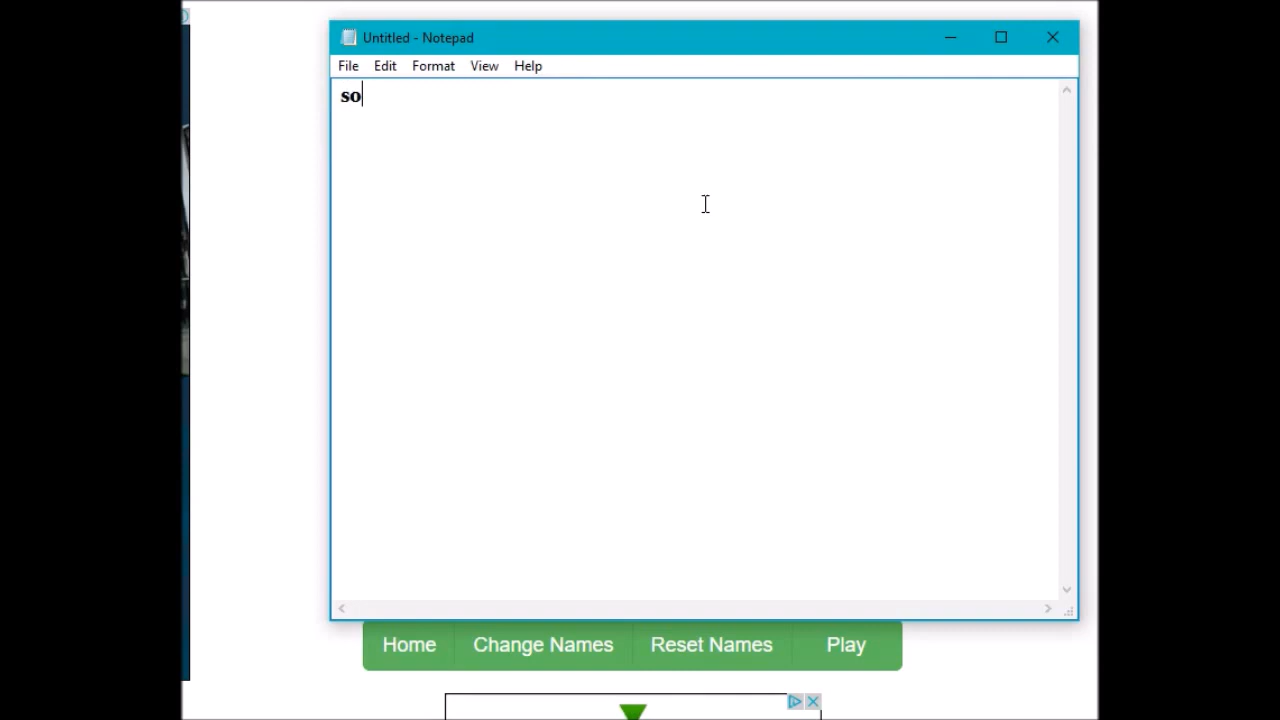 Untitled - Notepad
File Edit Format View Help
so
Home Change Names Reset Names Play